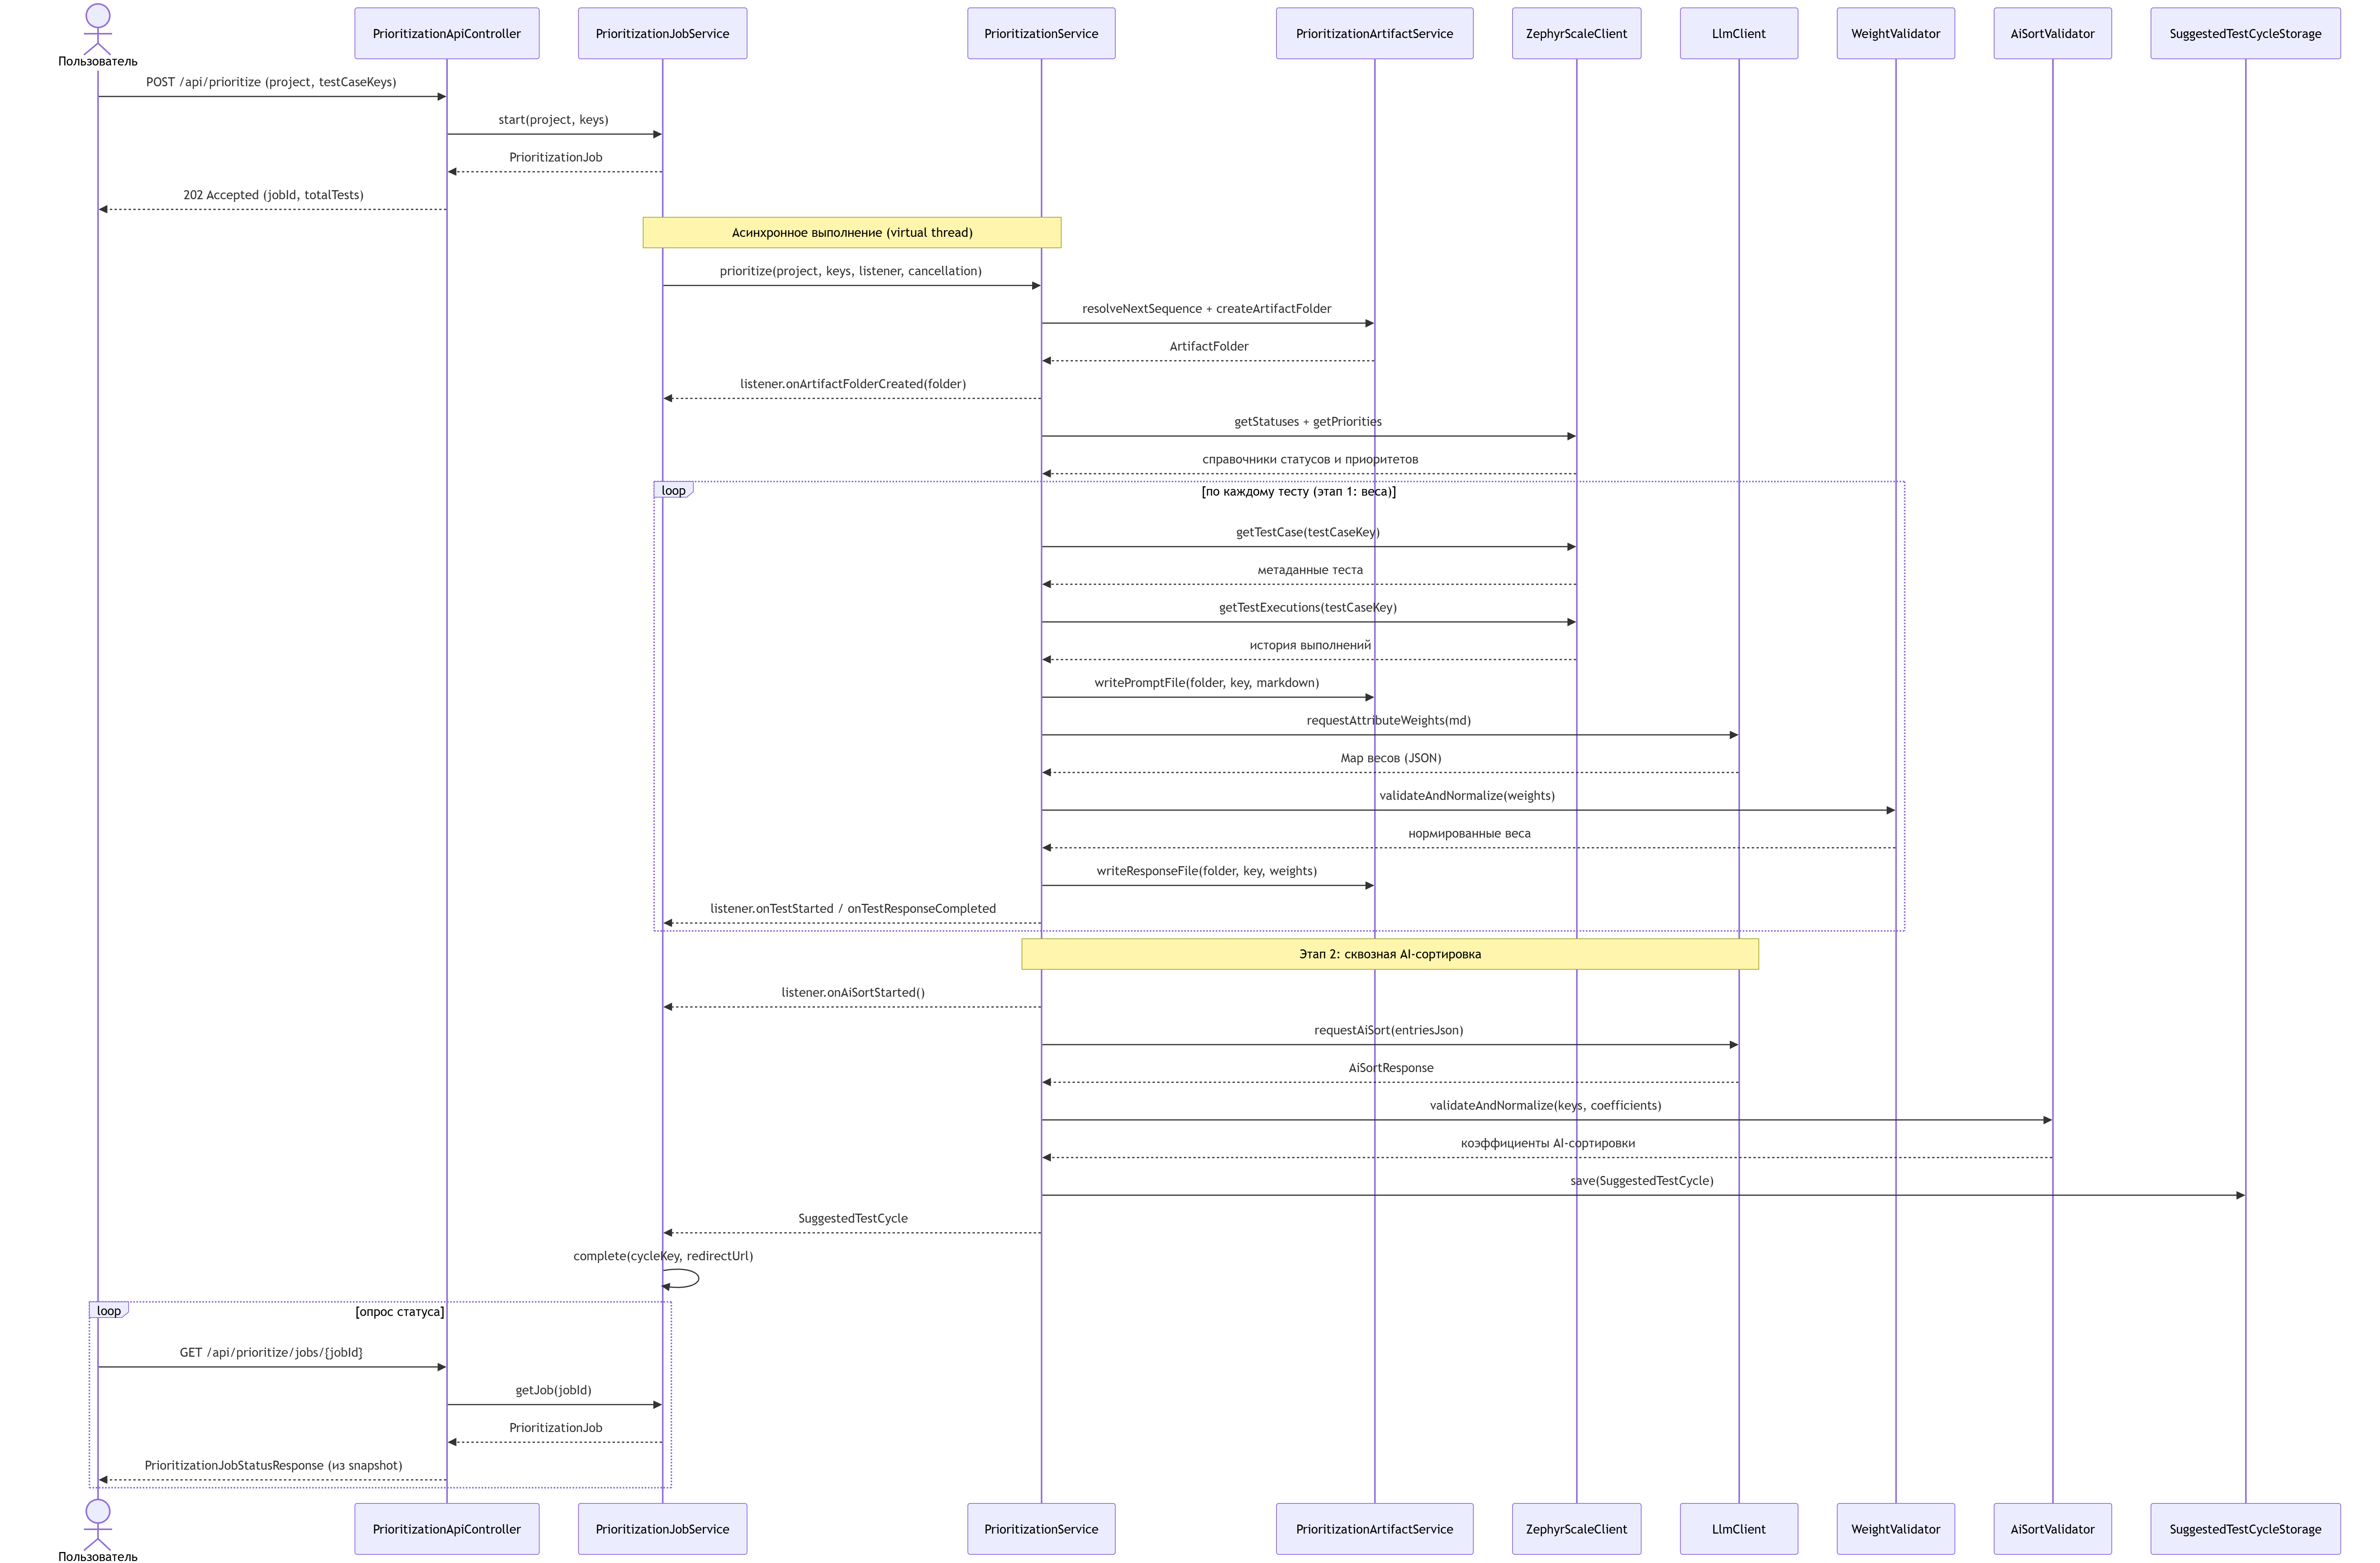 Пользователь
PrioritizationApiController
PrioritizationJobService
PrioritizationService
PrioritizationArtifactService
ZephyrScaleClient
LlmClient
WeightValidator
AiSortValidator
SuggestedTestCycleStorage
POST /api/prioritize (project, testCaseKeys)
start(project, keys)
PrioritizationJob
202 Accepted (jobId, totalTests)
Асинхронное выполнение (virtual thread)
prioritize(project, keys, listener, cancellation)
resolveNextSequence + createArtifactFolder
ArtifactFolder
listener.onArtifactFolderCreated(folder)
getStatuses + getPriorities
справочники статусов и приоритетов
loop
[по каждому тесту (этап 1: веса)]
getTestCase(testCaseKey)
метаданные теста
getTestExecutions(testCaseKey)
история выполнений
writePromptFile(folder, key, markdown)
requestAttributeWeights(md)
Map весов (JSON)
validateAndNormalize(weights)
нормированные веса
writeResponseFile(folder, key, weights)
listener.onTestStarted / onTestResponseCompleted
Этап 2: сквозная AI-сортировка
listener.onAiSortStarted()
requestAiSort(entriesJson)
AiSortResponse
validateAndNormalize(keys, coefficients)
коэффициенты AI-сортировки
save(SuggestedTestCycle)
SuggestedTestCycle
complete(cycleKey, redirectUrl)
loop
[опрос статуса]
GET /api/prioritize/jobs/{jobId}
getJob(jobId)
PrioritizationJob
PrioritizationJobStatusResponse (из snapshot)
Пользователь
PrioritizationApiController
PrioritizationJobService
PrioritizationService
PrioritizationArtifactService
ZephyrScaleClient
LlmClient
WeightValidator
AiSortValidator
SuggestedTestCycleStorage